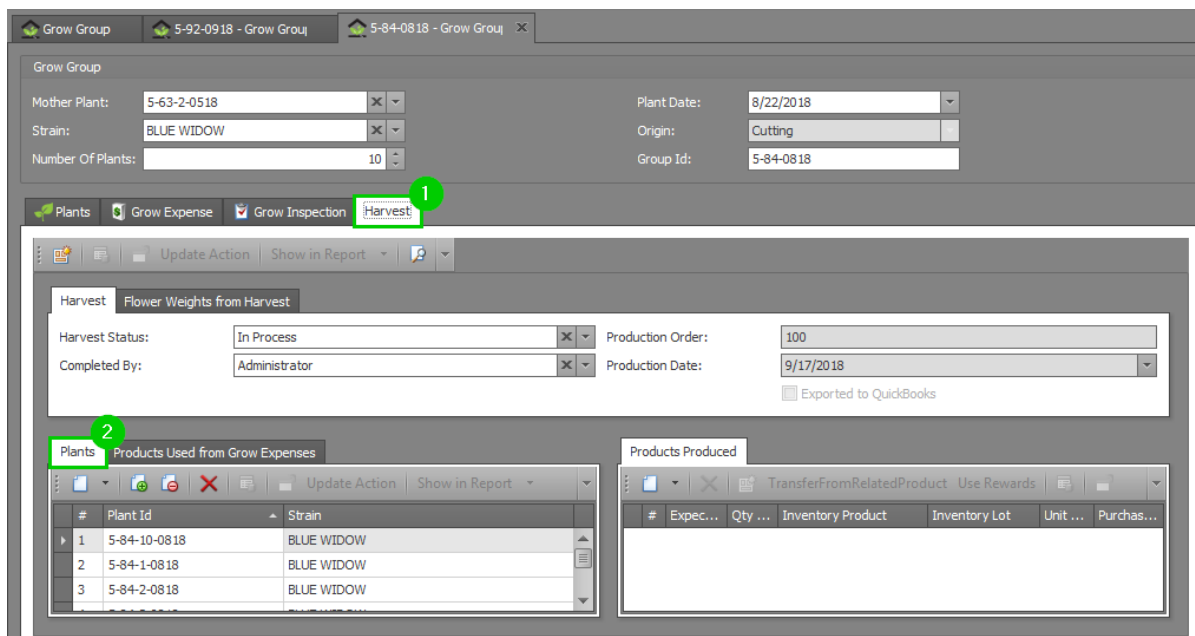 Grow Group 5-92-0918 - Grow Grou 5-84-0818 - Grow Grou
Grow Group
Mother Plant: 5-63-2-0518 Plant Date: 8/22/2018
Strain: BLUE WIDOW Origin: Cutting
Number Of Plants: 10 Group Id: 5-84-0818
1
Plants Grow Expense Grow Inspection Harvest
Update Action Show in Report
Harvest Flower Weights from Harvest
Harvest Status: In Process Production Order: 100
Completed By: Administrator Production Date: 9/17/2018
Exported to QuickBooks
2
Plants Products Used from Grow Expenses Products Produced
Update Action Show in Report TransferFromRelatedProduct Use Rewards
# Plant Id Strain # Expec... Qty ... Inventory Product Inventory Lot Unit ... Purchas...
1 5-84-10-0818 BLUE WIDOW
2 5-84-1-0818 BLUE WIDOW
3 5-84-2-0818 BLUE WIDOW